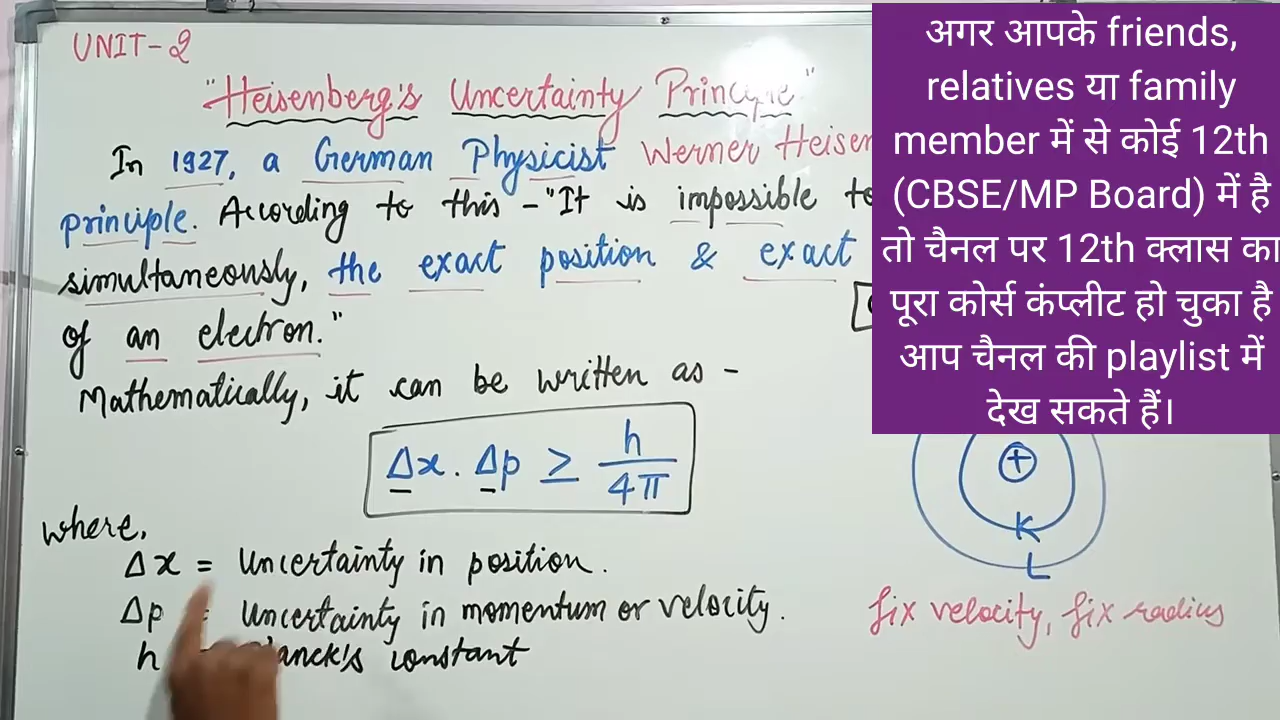 UNIT-2
"Heisenberg's Uncertainty Principle"
In 1927, a German Physicist Werner Heisen
principle. According to this - "It is impossible to
simultaneously, the exact position & exact
of an electron."
Mathematically, it can be written as -
Δx . Δp ≥ h/4π
where,
Δx = Uncertainty in position.
Δp = Uncertainty in momentum or velocity.
h Planck's constant
अगर आपके friends,
relatives या family
member में से कोई 12th
(CBSE/MP Board) में है
तो चैनल पर 12th क्लास का
पूरा कोर्स कंप्लीट हो चुका है
आप चैनल की playlist में
देख सकते हैं।
+
K
L
fix velocity, fix radius